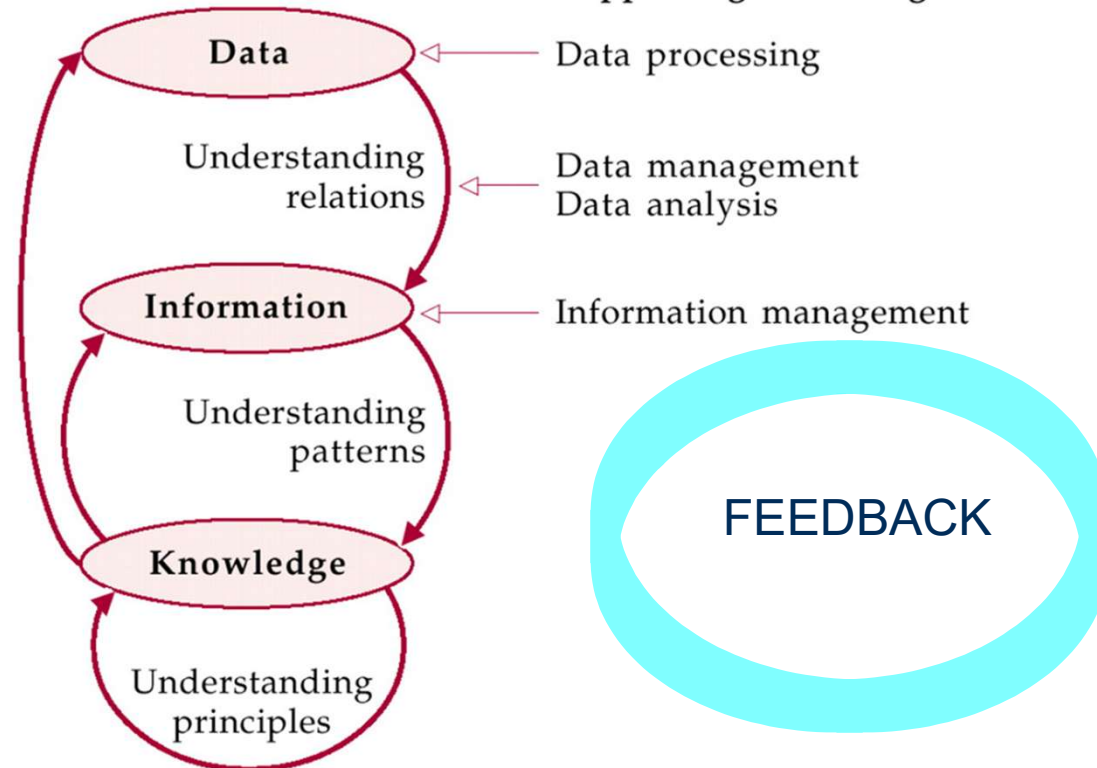 Data
Data processing
Understanding
relations
Data management
Data analysis
Information
Information management
Understanding
patterns
FEEDBACK
Knowledge
Understanding
principles